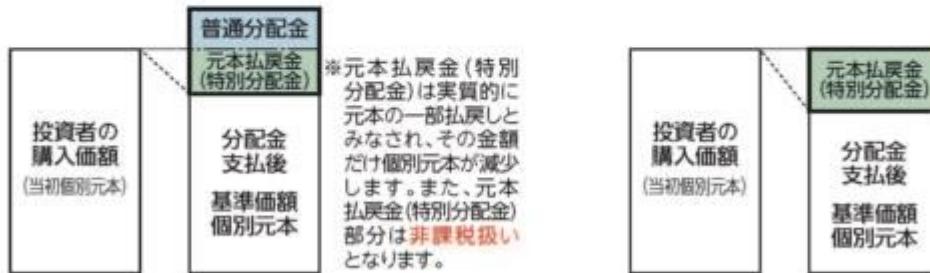 普通分配金
元本払戻金
(特別分配金)
投資者の
購入価額
(当初個別元本)
分配金
支払後
基準価額
個別元本
※元本払戻金(特別
分配金)は実質的に
元本の一部払戻しと
みなされ、その金額
だけ個別元本が減少
します。また、元本
払戻金(特別分配金)
部分は非課税扱い
となります。
元本払戻金
(特別分配金)
投資者の
購入価額
(当初個別元本)
分配金
支払後
基準価額
個別元本